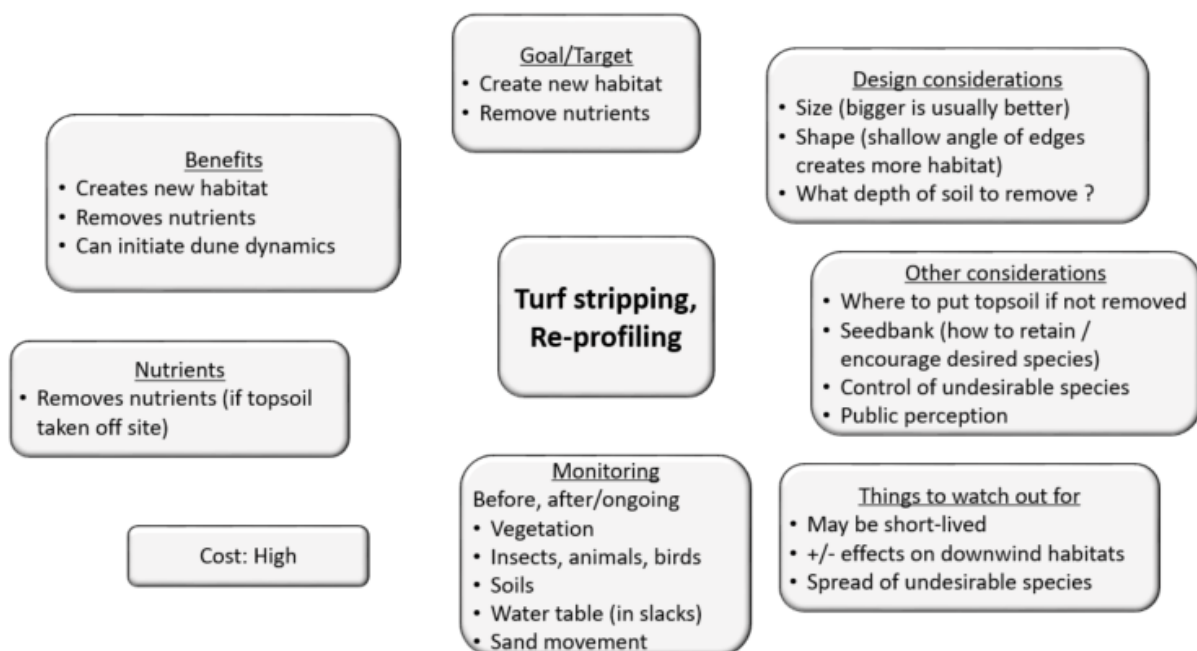 Goal/Target
• Create new habitat
• Remove nutrients
Design considerations
• Size (bigger is usually better)
• Shape (shallow angle of edges
creates more habitat)
• What depth of soil to remove ?
Benefits
• Creates new habitat
• Removes nutrients
• Can initiate dune dynamics
Turf stripping,
Re-profiling
Other considerations
• Where to put topsoil if not removed
• Seedbank (how to retain /
encourage desired species)
• Control of undesirable species
• Public perception
Nutrients
• Removes nutrients (if topsoil
taken off site)
Monitoring
Before, after/ongoing
• Vegetation
• Insects, animals, birds
• Soils
• Water table (in slacks)
• Sand movement
Things to watch out for
• May be short-lived
• +/- effects on downwind habitats
• Spread of undesirable species
Cost: High